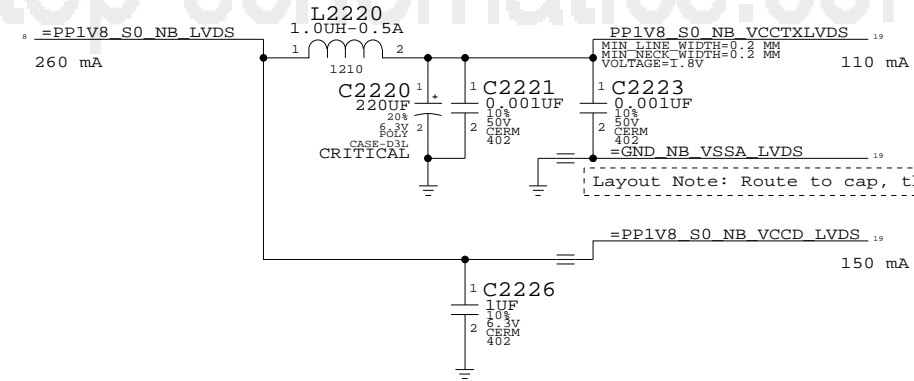 L2220
1.0UH-0.5A
8 =PP1V8_S0_NB_LVDS
260 mA
1 2
1210
PP1V8_S0_NB_VCCTXLVDS 19
MIN_LINE_WIDTH=0.2 MM
MIN_NECK_WIDTH=0.2 MM
VOLTAGE=1.8V
110 mA
C2220
220UF
20%
6.3V
POLY
CASE-D3L
CRITICAL
1
+
2
1
2
C2221
0.001UF
10%
50V
CERM
402
1
2
C2223
0.001UF
10%
50V
CERM
402
=GND_NB_VSSA_LVDS 19
Layout Note: Route to cap,
=PP1V8_S0_NB_VCCD_LVDS 19
150 mA
1
2
C2226
1UF
10%
6.3V
CERM
402